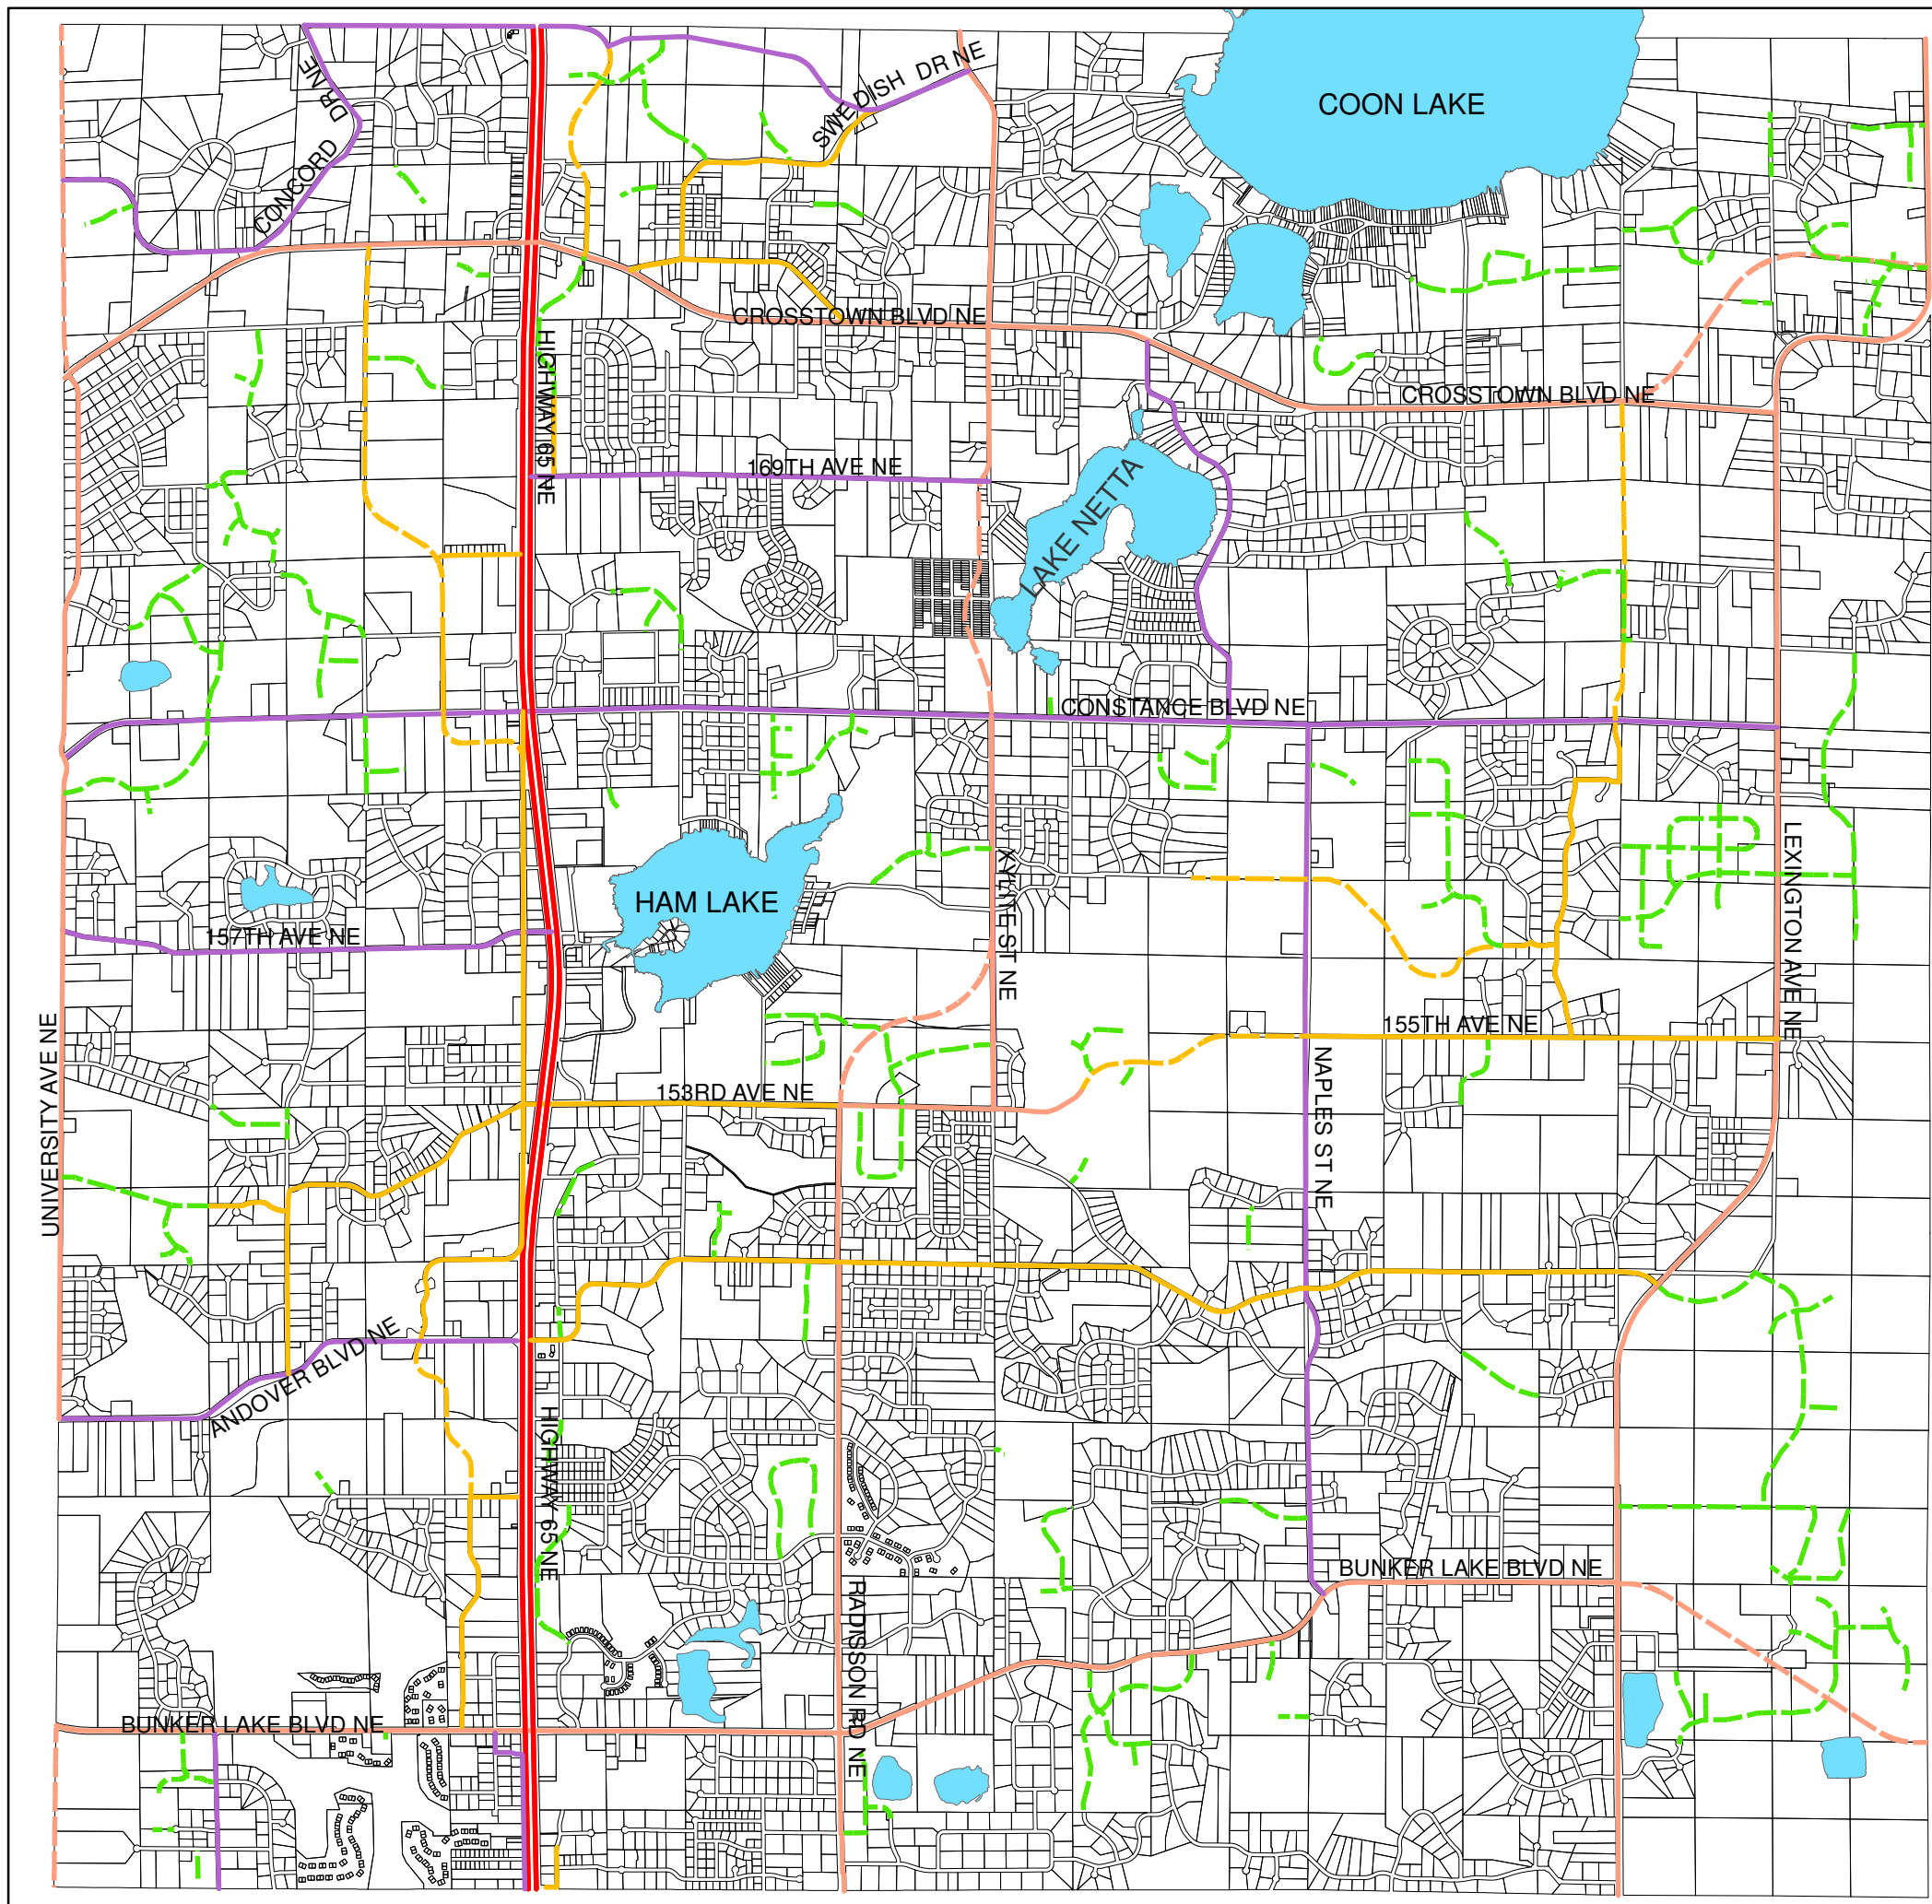 COON LAKE
SWEDISH DR NE
CONCORD DR NE
CROSSTOWN BLVD NE
HIGHWAY 65 NE
CROSSTOWN BLVD NE
169TH AVE NE
LAKE NETTA
CONSTANCE BLVD NE
LEXINGTON AVE NE
HAM LAKE
XYLITE ST NE
157TH AVE NE
155TH AVE NE
UNIVERSITY AVE NE
153RD AVE NE
NAPLES ST NE
ANDOVER BLVD NE
HIGHWAY 65 NE
BUNKER LAKE BLVD NE
RADISSON RD NE
BUNKER LAKE BLVD NE